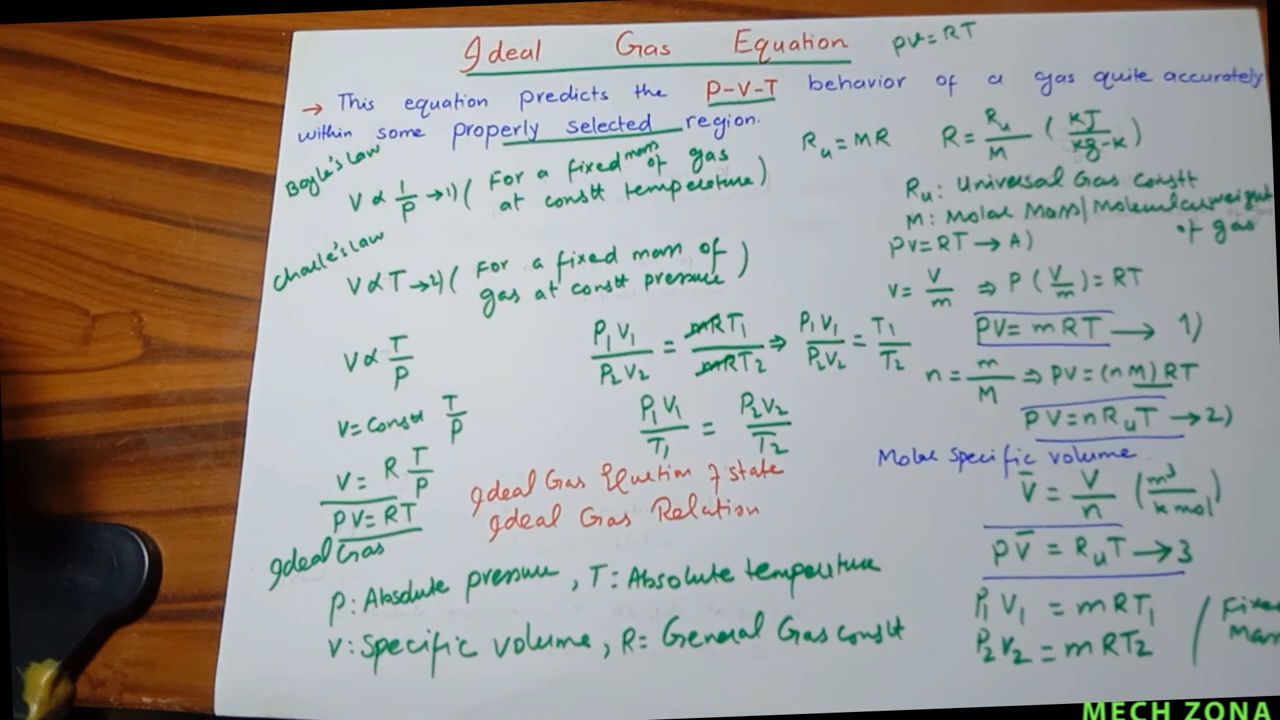 Ideal Gas Equation PV=RT
→ This equation predicts the P-V-T behavior of a gas quite accurately
within some properly selected region.
Boyle's Law
V ∝ 1/P →1) (For a fixed mass of gas
at constt temperature)
Charle's Law
V ∝ T →2) (For a fixed mass of
gas at constt pressure)
V ∝ T/P
V = Constt T/P
V = R T/P
PV = RT
Ideal Gas
P₁V₁/P₂V₂ = mRT₁/mRT₂ ⇒ P₁V₁/P₂V₂ = T₁/T₂
P₁V₁/T₁ = P₂V₂/T₂
Ideal Gas Equation of state
Ideal Gas Relation
P: Absolute pressure, T: Absolute temperature
V: Specific volume, R= General Gas constt
Rᵤ = MR R = Rᵤ/M (KJ/kg-k)
Rᵤ: Universal Gas Constt
M: Molar Mass/Molecular weight
of gas
PV=RT → A)
v = V/m ⇒ P(V/m) = RT
PV = mRT → 1)
n = m/M ⇒ PV = (nM)RT
PV = nRᵤT → 2)
Molar specific volume
V̄ = V/n (m³/kmol)
PV̄ = RᵤT → 3
P₁V₁ = mRT₁
P₂V₂ = mRT₂
MECH ZONA